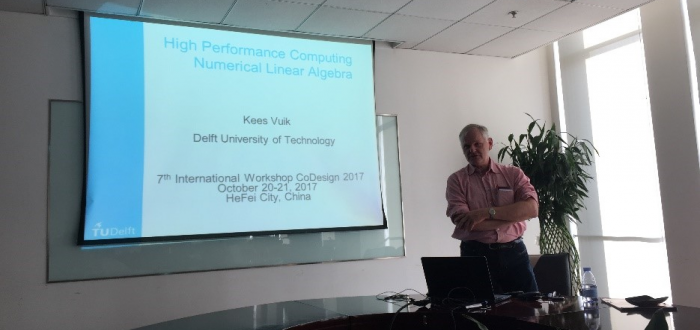 High Performance Computing
Numerical Linear Algebra
Kees Vuik
Delft University of Technology
7th International Workshop CoDesign 2017
October 20-21, 2017
HeFei City, China
TUDelft